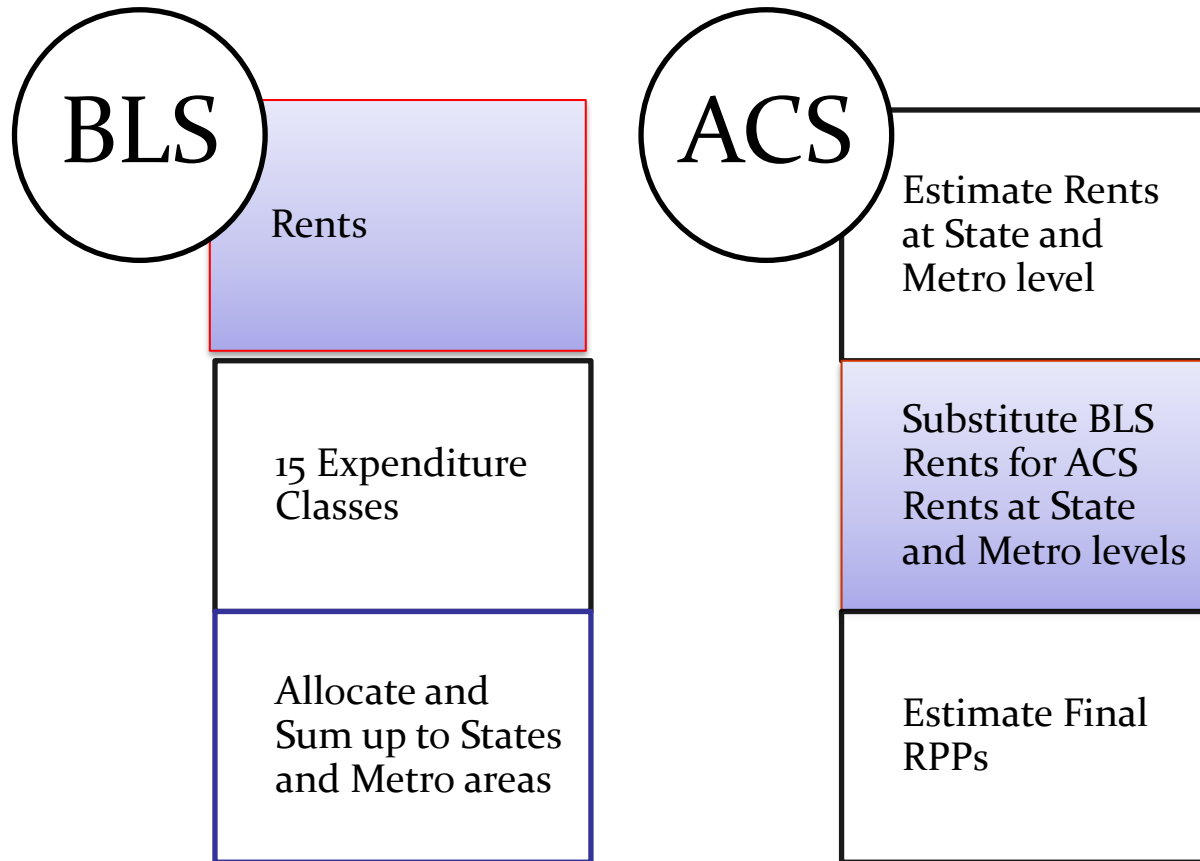 BLS
Rents
15 Expenditure
Classes
Allocate and
Sum up to States
and Metro areas
ACS
Estimate Rents
at State and
Metro level
Substitute BLS
Rents for ACS
Rents at State
and Metro levels
Estimate Final
RPPs